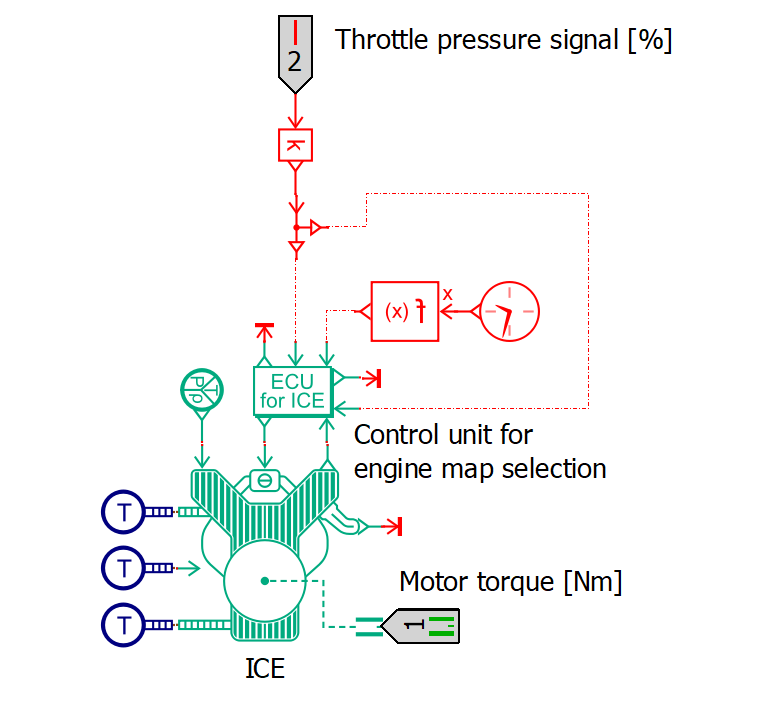 Throttle pressure signal [%]
2
k
x
f(x)
ECU
for ICE
P T
P
Control unit for
engine map selection
T
T
Motor torque [Nm]
1
T
ICE